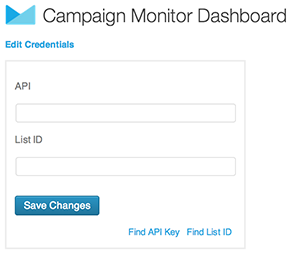 Campaign Monitor Dashboard
Edit Credentials
API
List ID
Save Changes
Find API Key Find List ID